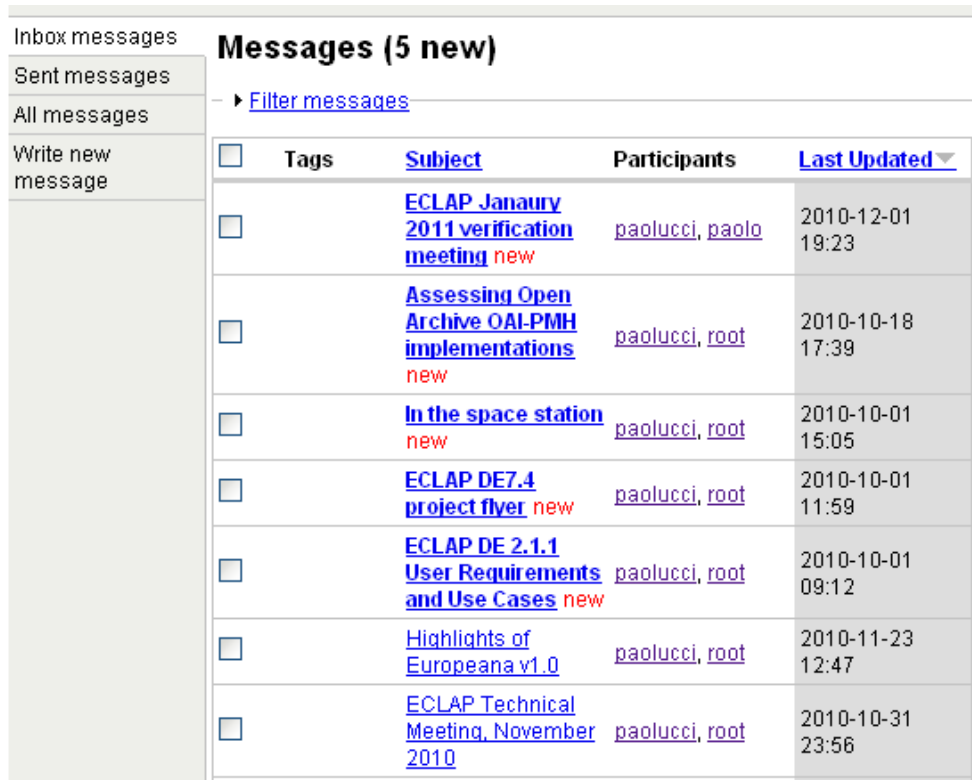 Inbox messages
Sent messages
All messages
Write new
message
Messages (5 new)
Filter messages
Tags Subject Participants Last Updated
ECLAP Janaury
2011 verification
meeting new
paolucci, paolo
2010-12-01
19:23
Assessing Open
Archive OAI-PMH
implementations
new
paolucci, root
2010-10-18
17:39
In the space station
new
paolucci, root
2010-10-01
15:05
ECLAP DE7.4
project flyer new
paolucci, root
2010-10-01
11:59
ECLAP DE 2.1.1
User Requirements
and Use Cases new
paolucci, root
2010-10-01
09:12
Highlights of
Europeana v1.0
paolucci, root
2010-11-23
12:47
ECLAP Technical
Meeting, November
2010
paolucci, root
2010-10-31
23:56